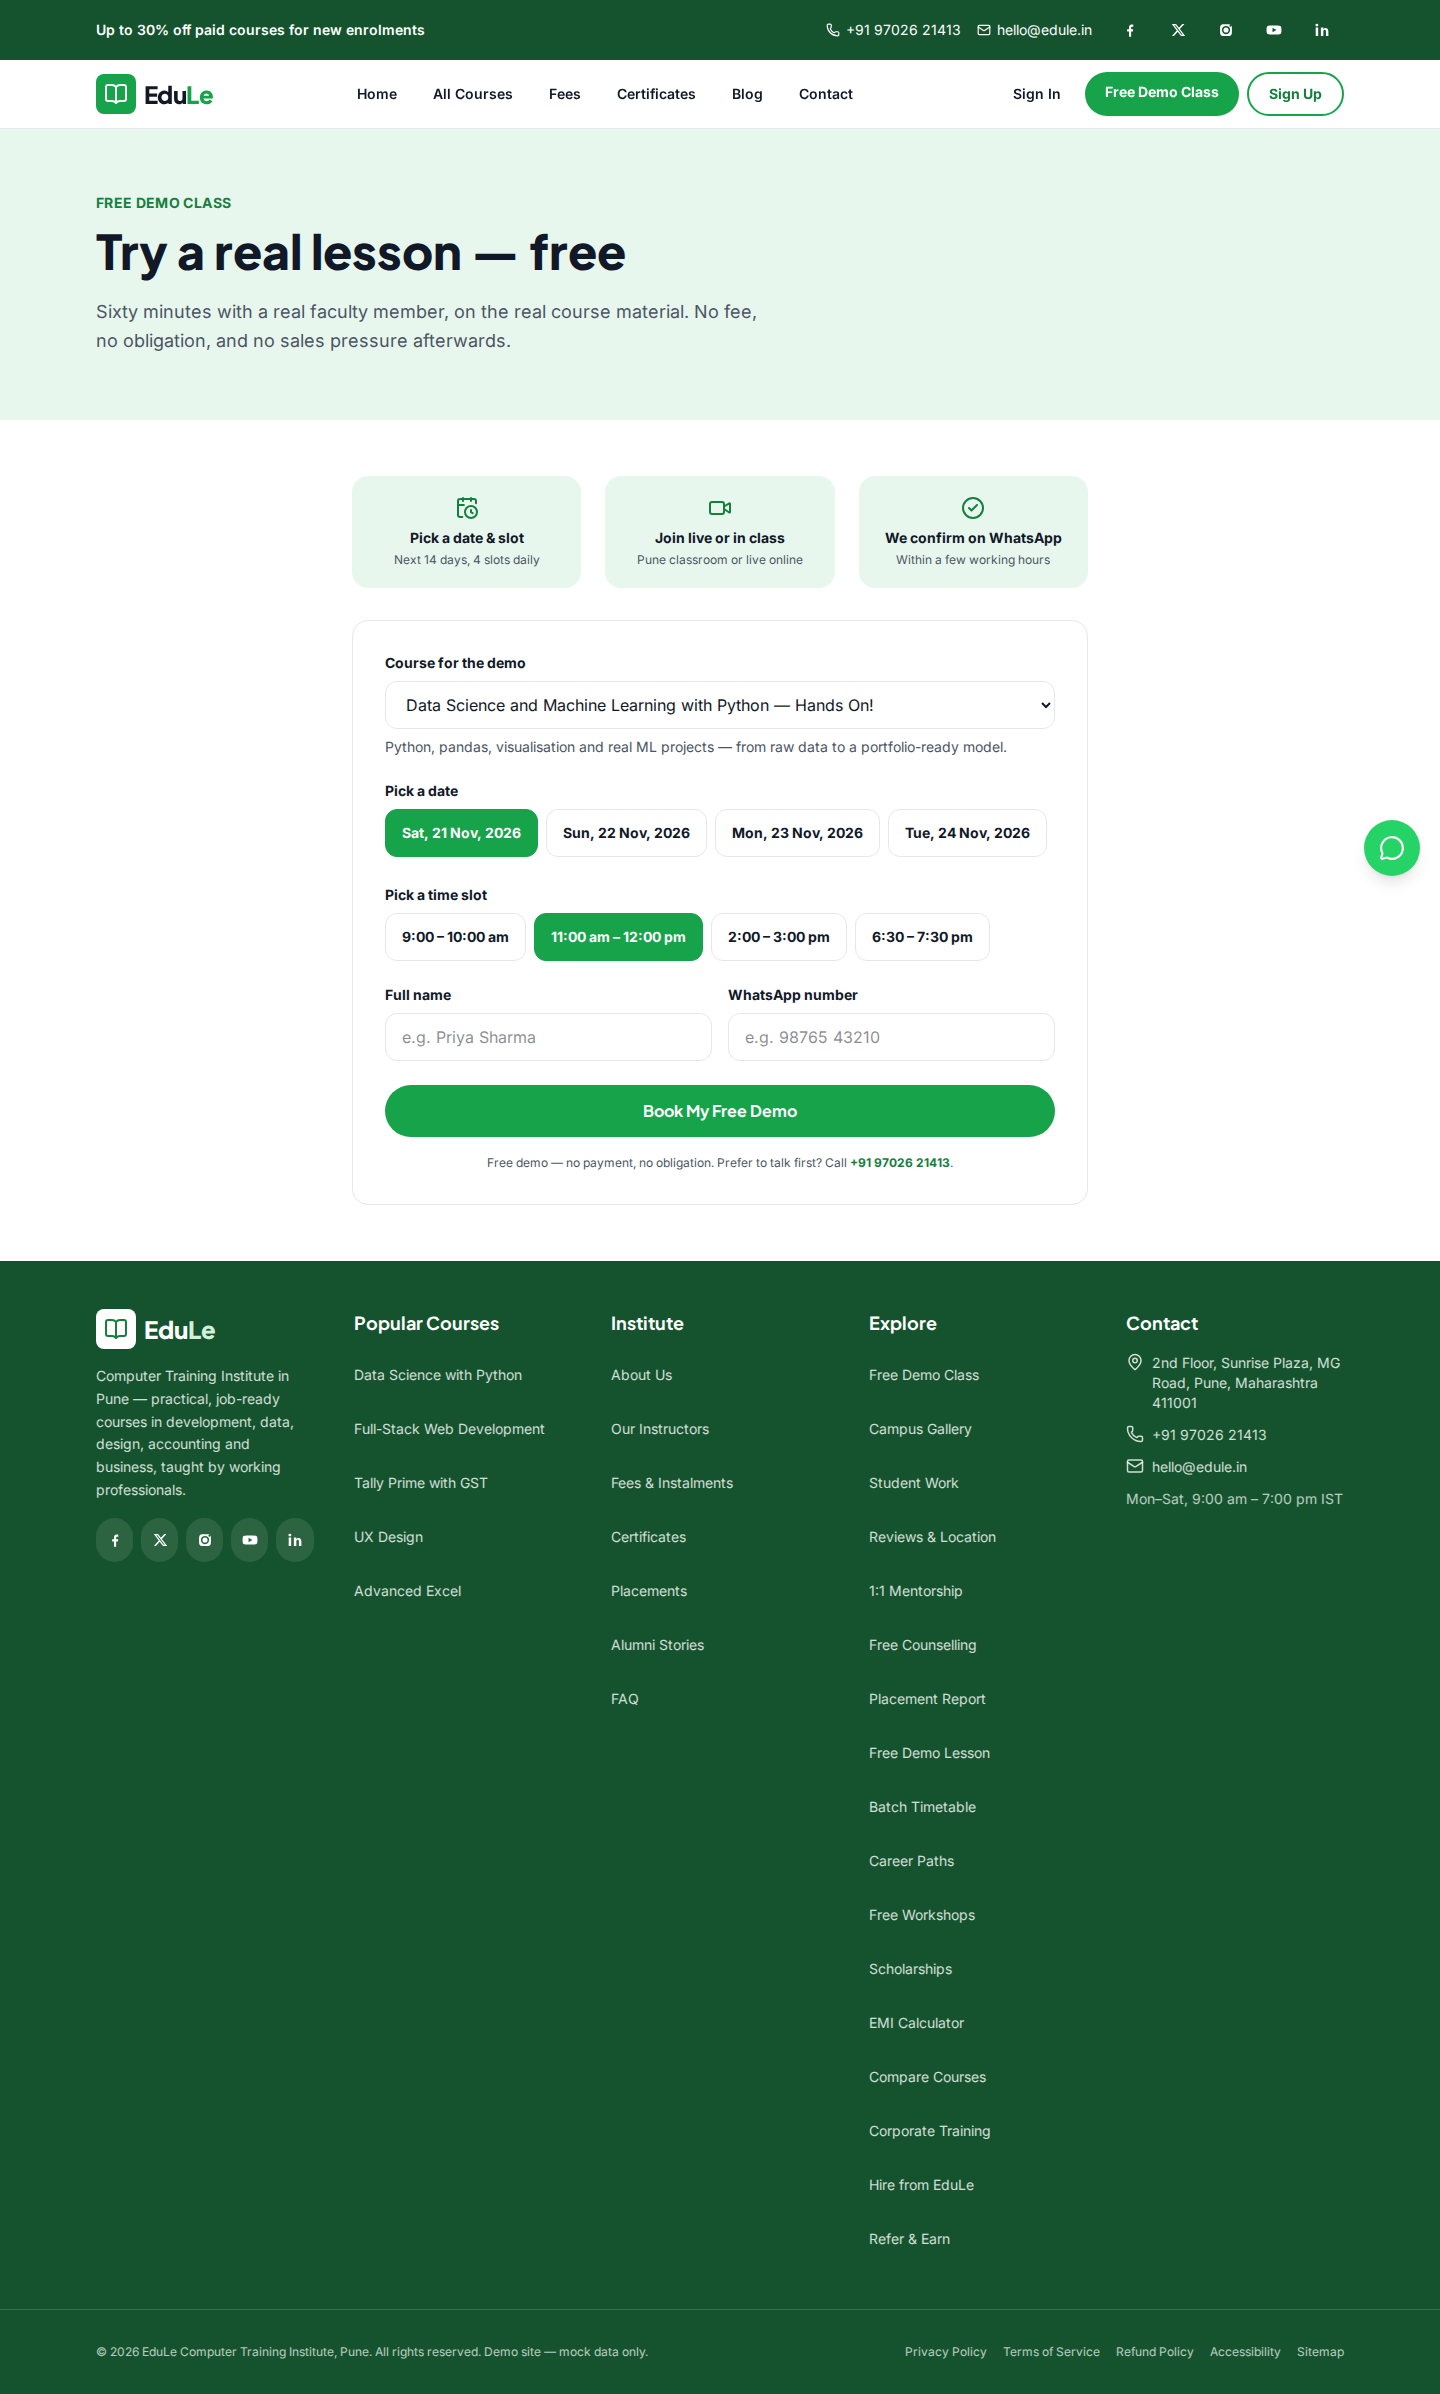 Up to 30% off paid courses for new enrolments
+91 97026 21413
hello@edule.in
EduLe
Home
All Courses
Fees
Certificates
Blog
Contact
Sign In
Free Demo Class
Sign Up
FREE DEMO CLASS
Try a real lesson — free
Sixty minutes with a real faculty member, on the real course material. No fee,
no obligation, and no sales pressure afterwards.
Pick a date & slot
Next 14 days, 4 slots daily
Join live or in class
Pune classroom or live online
We confirm on WhatsApp
Within a few working hours
Course for the demo
Data Science and Machine Learning with Python — Hands On!
Python, pandas, visualisation and real ML projects — from raw data to a portfolio-ready model.
Pick a date
Sat, 21 Nov, 2026
Sun, 22 Nov, 2026
Mon, 23 Nov, 2026
Tue, 24 Nov, 2026
Pick a time slot
9:00 – 10:00 am
11:00 am – 12:00 pm
2:00 – 3:00 pm
6:30 – 7:30 pm
Full name
WhatsApp number
e.g. Priya Sharma
e.g. 98765 43210
Book My Free Demo
Free demo — no payment, no obligation. Prefer to talk first? Call +91 97026 21413.
EduLe
Computer Training Institute in
Pune — practical, job-ready
courses in development, data,
design, accounting and
business, taught by working
professionals.
Popular Courses
Data Science with Python
Full-Stack Web Development
Tally Prime with GST
UX Design
Advanced Excel
Institute
About Us
Our Instructors
Fees & Instalments
Certificates
Placements
Alumni Stories
FAQ
Explore
Free Demo Class
Campus Gallery
Student Work
Reviews & Location
1:1 Mentorship
Free Counselling
Placement Report
Free Demo Lesson
Batch Timetable
Career Paths
Free Workshops
Scholarships
EMI Calculator
Compare Courses
Corporate Training
Hire from EduLe
Refer & Earn
Contact
2nd Floor, Sunrise Plaza, MG
Road, Pune, Maharashtra
411001
+91 97026 21413
hello@edule.in
Mon–Sat, 9:00 am – 7:00 pm IST
© 2026 EduLe Computer Training Institute, Pune. All rights reserved. Demo site — mock data only.
Privacy Policy
Terms of Service
Refund Policy
Accessibility
Sitemap